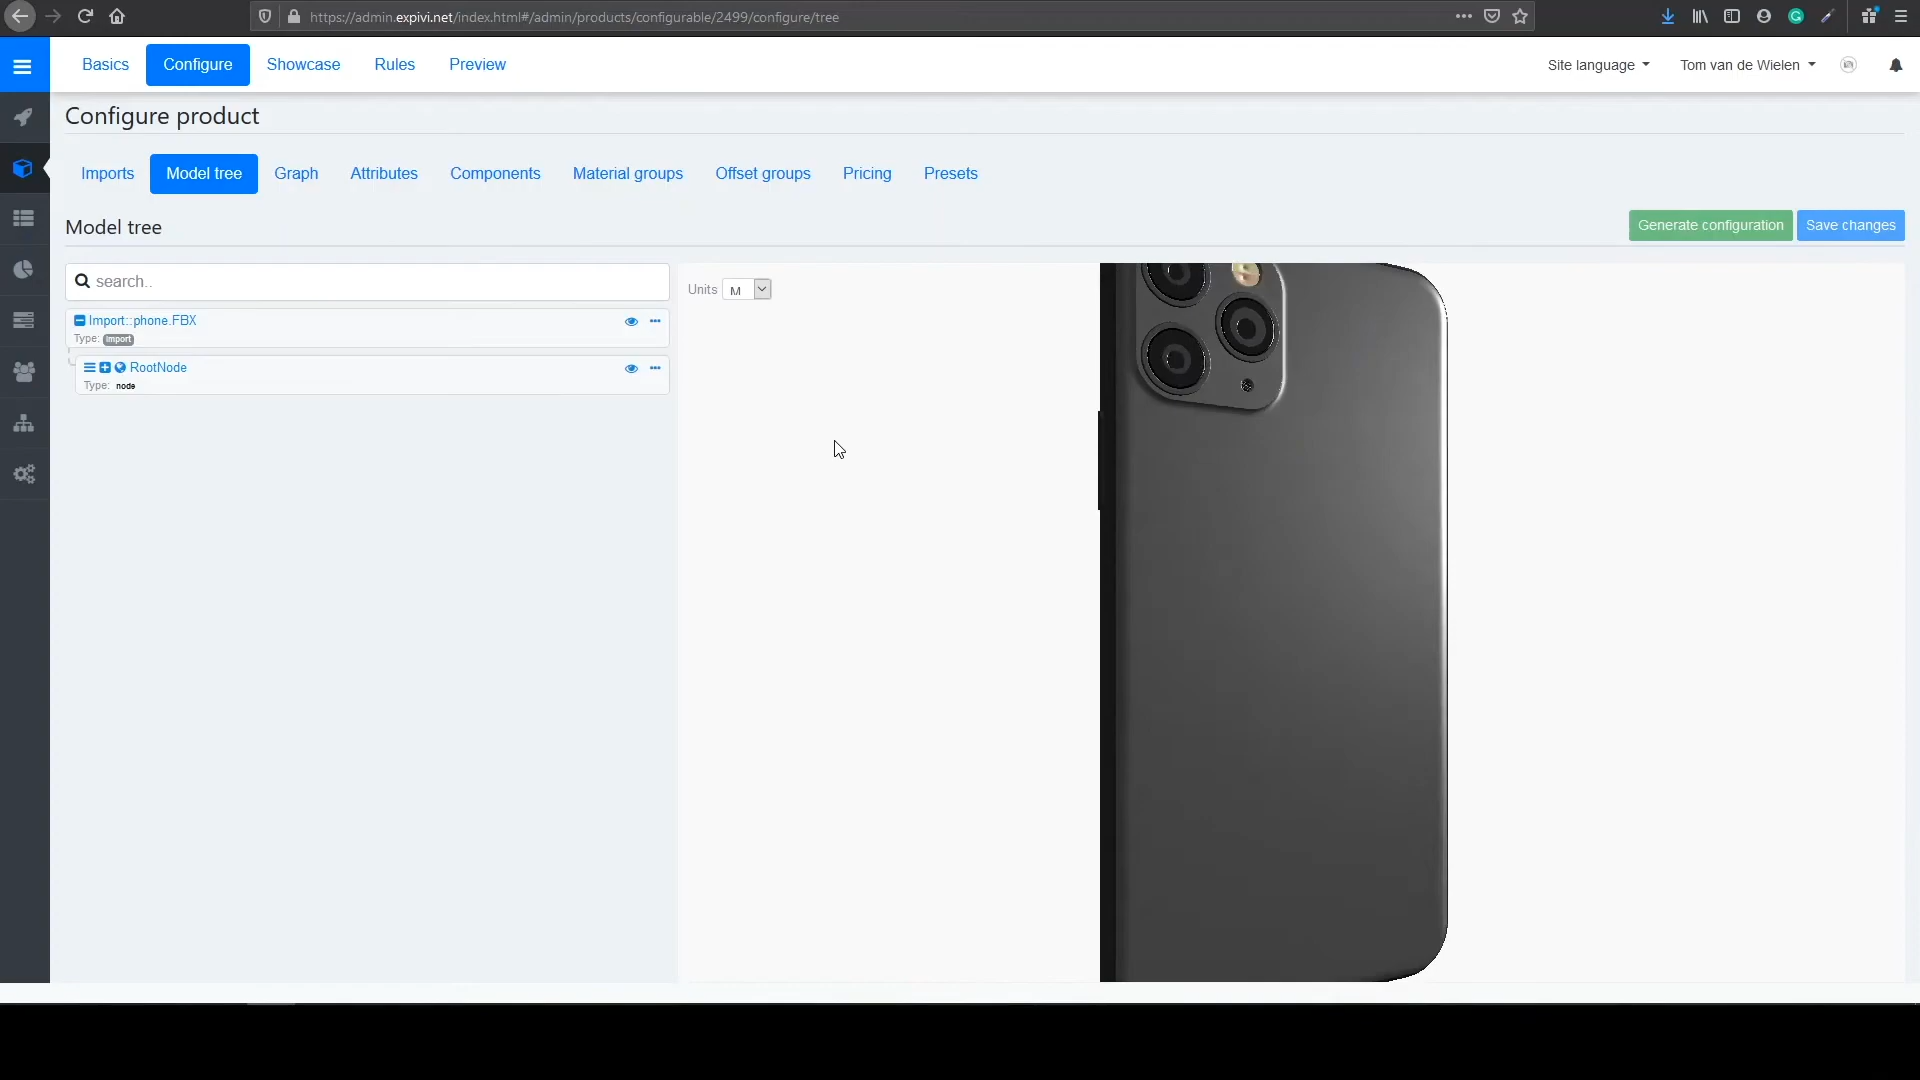 https://admin.expivi.net/index.html#/admin/products/configurable/2499/configure/tree
Basics Configure Showcase Rules Preview Site language Tom van de Wielen
Configure product
Imports Model tree Graph Attributes Components Material groups Offset groups Pricing Presets
Model tree Generate configuration Save changes
search..
Units M
Import::phone.FBX
Type: import
RootNode
Type: node